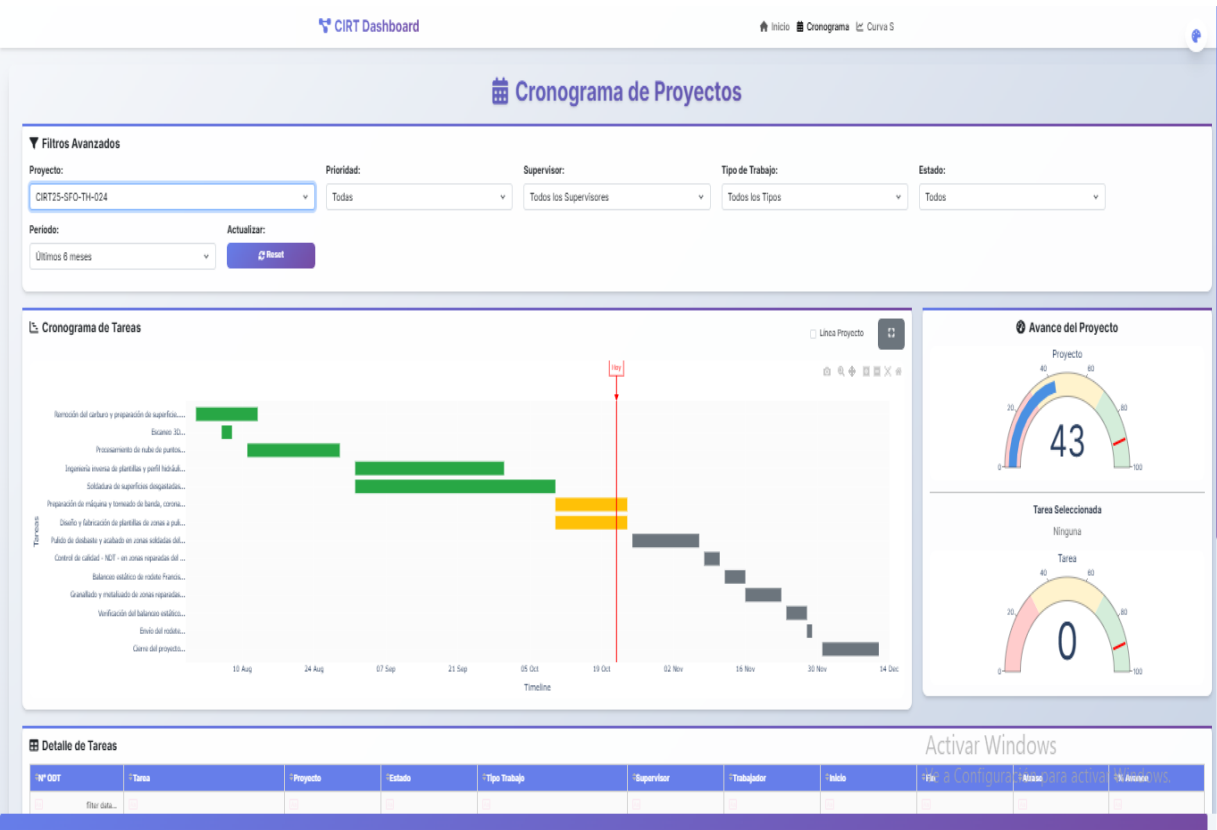 CIRT Dashboard
Inicio Cronograma Curva S
Cronograma de Proyectos
Filtros Avanzados
Proyecto: Prioridad: Supervisor: Tipo de Trabajo: Estado:
CIRT25-SFO-TH-024 Todas Todos los Supervisores Todos los Tipos Todos
Período: Actualizar:
Últimos 6 meses Reset
Cronograma de Tareas
Línea Proyecto
Hoy
Remoción del carburo y preparación de superficie.....
Escaneo 3D...
Procesamiento de nube de puntos...
Ingeniería inversa de plantillas y perfil hidráuli...
Soldadura de superficies desgastadas...
Preparación de máquina y torneado de banda, corona...
Diseño y fabricación de plantillas de zonas a puli...
Pulido de desbaste y acabado en zonas soldadas del...
Control de calidad - NDT - en zonas reparadas del ...
Balanceo estático de rodete Francis...
Granallado y metalizado de zonas reparadas...
Verificación del balanceo estático...
Envío del rodete...
Cierre del proyecto...
Tareas
10 Aug 24 Aug 07 Sep 21 Sep 05 Oct 19 Oct 02 Nov 16 Nov 30 Nov 14 Dec
Timeline
Avance del Proyecto
Proyecto
0 20 40 60 80 100
43
Tarea Seleccionada
Ninguna
Tarea
0 20 40 60 80 100
0
Detalle de Tareas
N° ODT Tarea Proyecto Estado Tipo Trabajo Supervisor Trabajador Inicio Fin Atraso % Avance
filter data...
Activar Windows
Ve a Configuración para activar Windows.